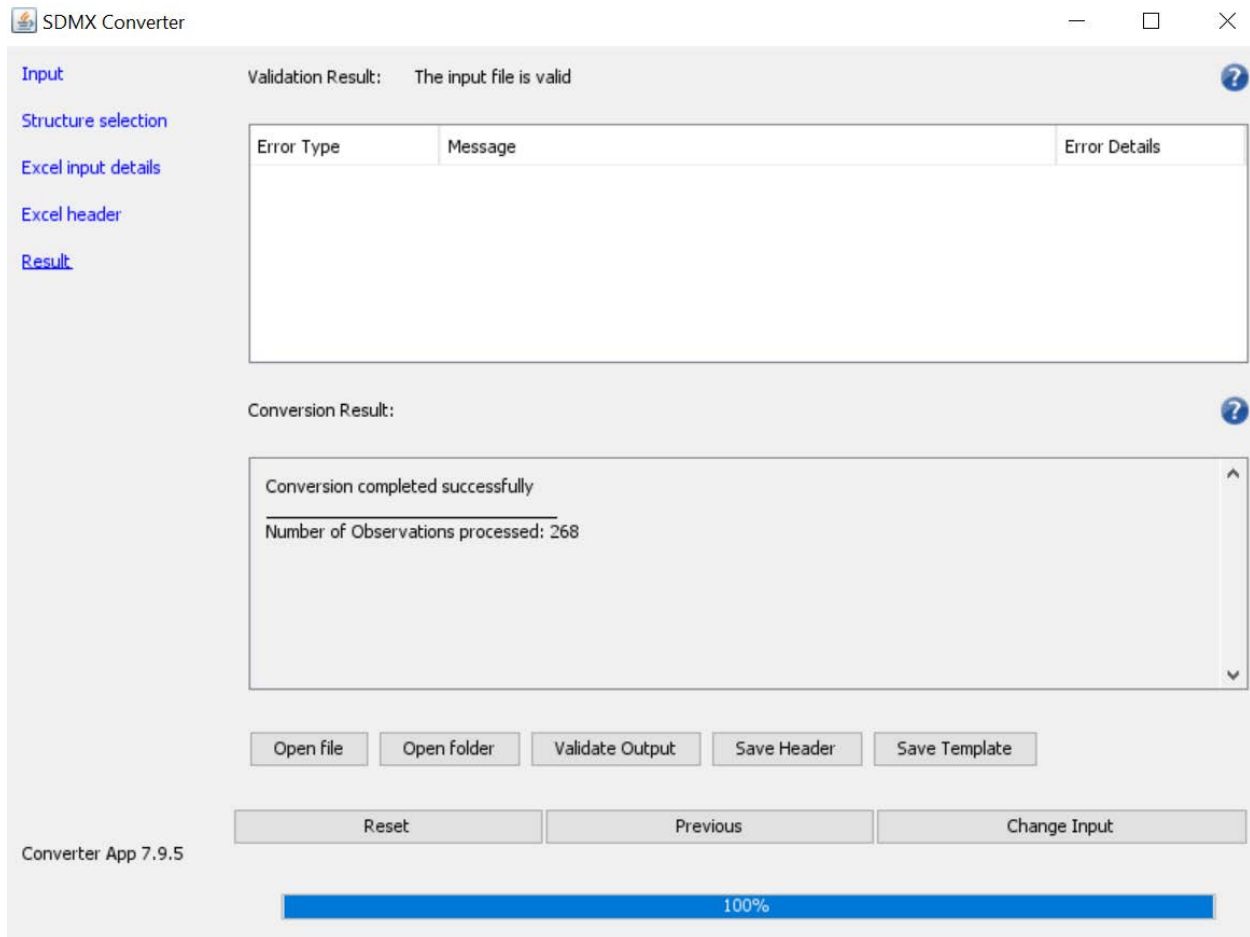 SDMX Converter
Input
Structure selection
Excel input details
Excel header
Result
Validation Result: The input file is valid
Error Type Message Error Details
Conversion Result:
Conversion completed successfully
Number of Observations processed: 268
Open file Open folder Validate Output Save Header Save Template
Reset Previous Change Input
Converter App 7.9.5
100%